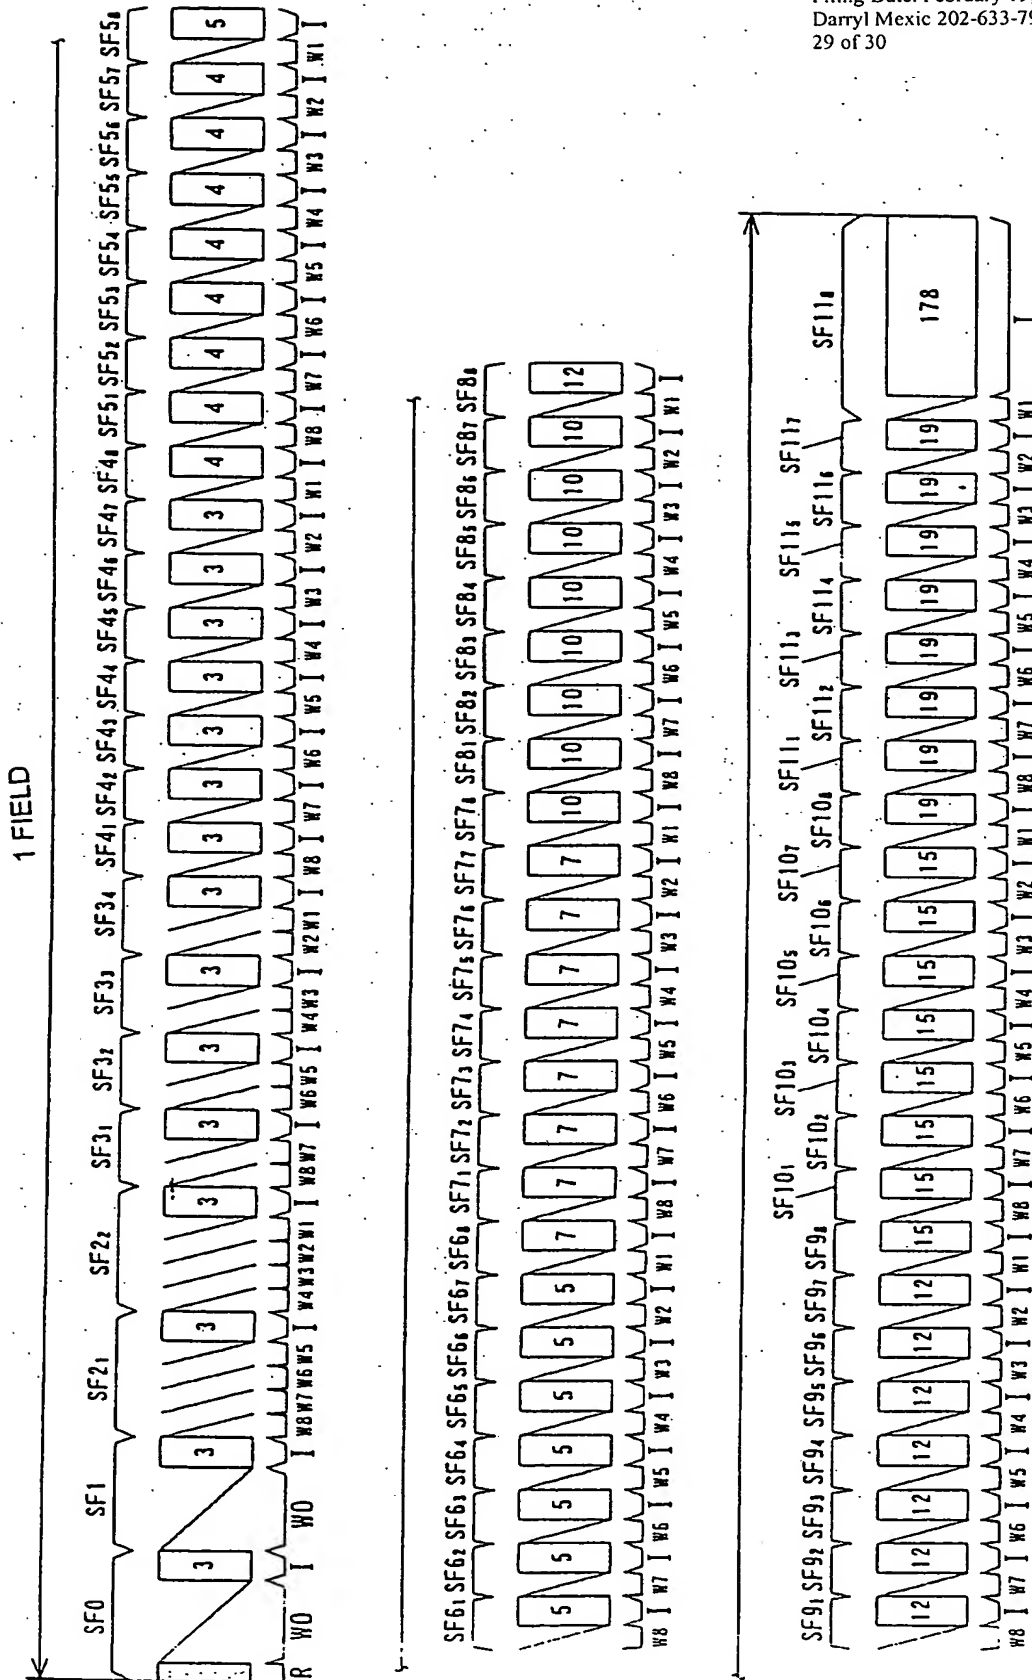 Filing Date: February
Darryl Mexic 202-633-79
29 of 30
1 FIELD
SF0 SF1 SF2₁ SF2₂ SF3₁ SF3₂ SF3₃ SF3₄ SF4₁ SF4₂ SF4₃ SF4₄ SF4₅ SF4₆ SF4₇ SF4₈ SF5₁ SF5₂ SF5₃ SF5₄ SF5₅ SF5₆ SF5₇ SF5₈
3 3 3 3 3 3 3 3 3 3 3 3 3 3 3 4 4 4 4 4 4 4 4 5
R W0 I W0 I W8W7 W6W5 I W4W3W2W1 I W8W7 I W6W5 I W4W3 I W2W1 I W8 I W7 I W6 I W5 I W4 I W3 I W2 I W1 I W8 I W7 I W6 I W5 I W4 I W3 I W2 I W1 I
SF6₁ SF6₂ SF6₃ SF6₄ SF6₅ SF6₆ SF6₇ SF6₈ SF7₁ SF7₂ SF7₃ SF7₄ SF7₅ SF7₆ SF7₇ SF7₈ SF8₁ SF8₂ SF8₃ SF8₄ SF8₅ SF8₆ SF8₇ SF8₈
5 5 5 5 5 5 5 7 7 7 7 7 7 7 7 10 10 10 10 10 10 10 10 12
W8 I W7 I W6 I W5 I W4 I W3 I W2 I W1 I W8 I W7 I W6 I W5 I W4 I W3 I W2 I W1 I W8 I W7 I W6 I W5 I W4 I W3 I W2 I W1 I
SF9₁ SF9₂ SF9₃ SF9₄ SF9₅ SF9₆ SF9₇ SF9₈ SF10₁ SF10₂ SF10₃ SF10₄ SF10₅ SF10₆ SF10₇ SF10₈ SF11₁ SF11₂ SF11₃ SF11₄ SF11₅ SF11₆ SF11₇ SF11₈
12 12 12 12 12 12 12 15 15 15 15 15 15 15 15 19 19 19 19 19 19 19 19 178
W8 I W7 I W6 I W5 I W4 I W3 I W2 I W1 I W8 I W7 I W6 I W5 I W4 I W3 I W2 I W1 I W8 I W7 I W6 I W5 I W4 I W3 I W2 I W1 I